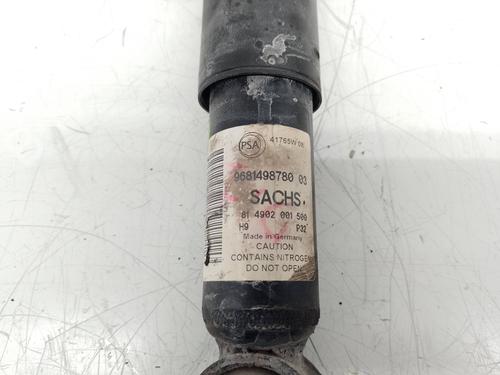 PSA
41765W 08
9681498780 03
SACHS.
81 4902 001 500
H9 P32
Made in Germany
CAUTION
CONTAINS NITROGEN
DO NOT OPEN